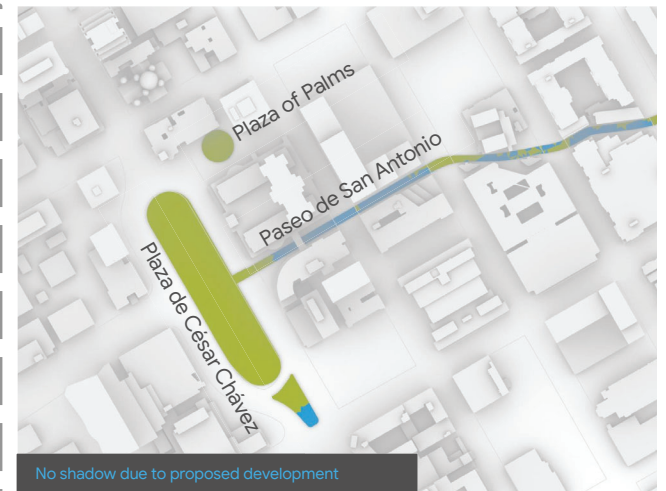 Plaza of Palms
Paseo de San Antonio
Plaza de César Chávez
No shadow due to proposed development